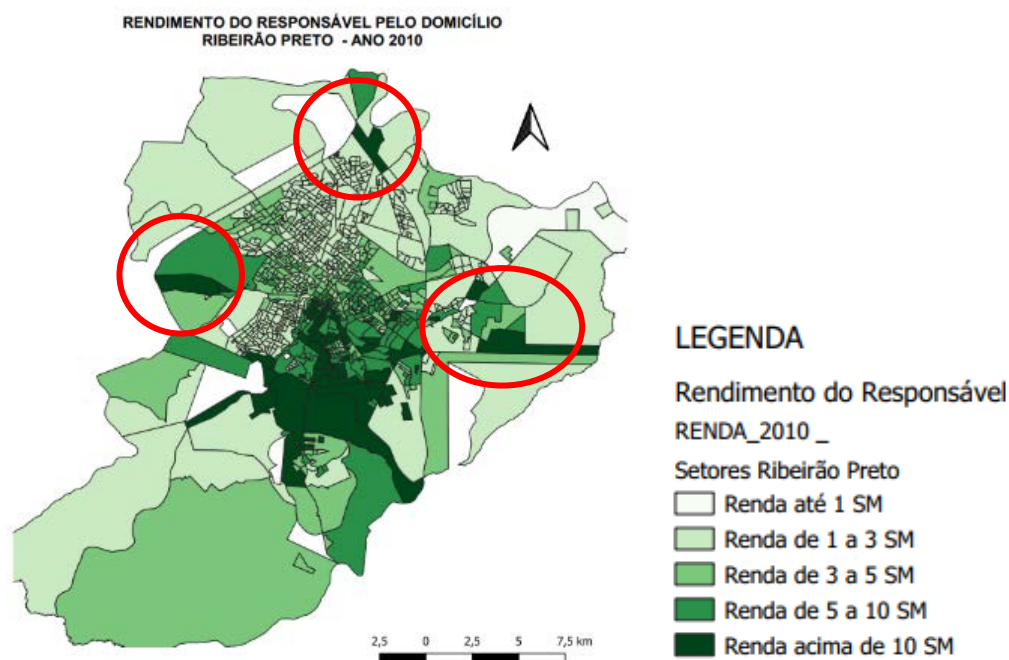 RENDIMENTO DO RESPONSÁVEL PELO DOMICÍLIO
RIBEIRÃO PRETO - ANO 2010
LEGENDA
Rendimento do Responsável
RENDA_2010 _
Setores Ribeirão Preto
Renda até 1 SM
Renda de 1 a 3 SM
Renda de 3 a 5 SM
Renda de 5 a 10 SM
Renda acima de 10 SM
2,5 0 2,5 5 7,5 km